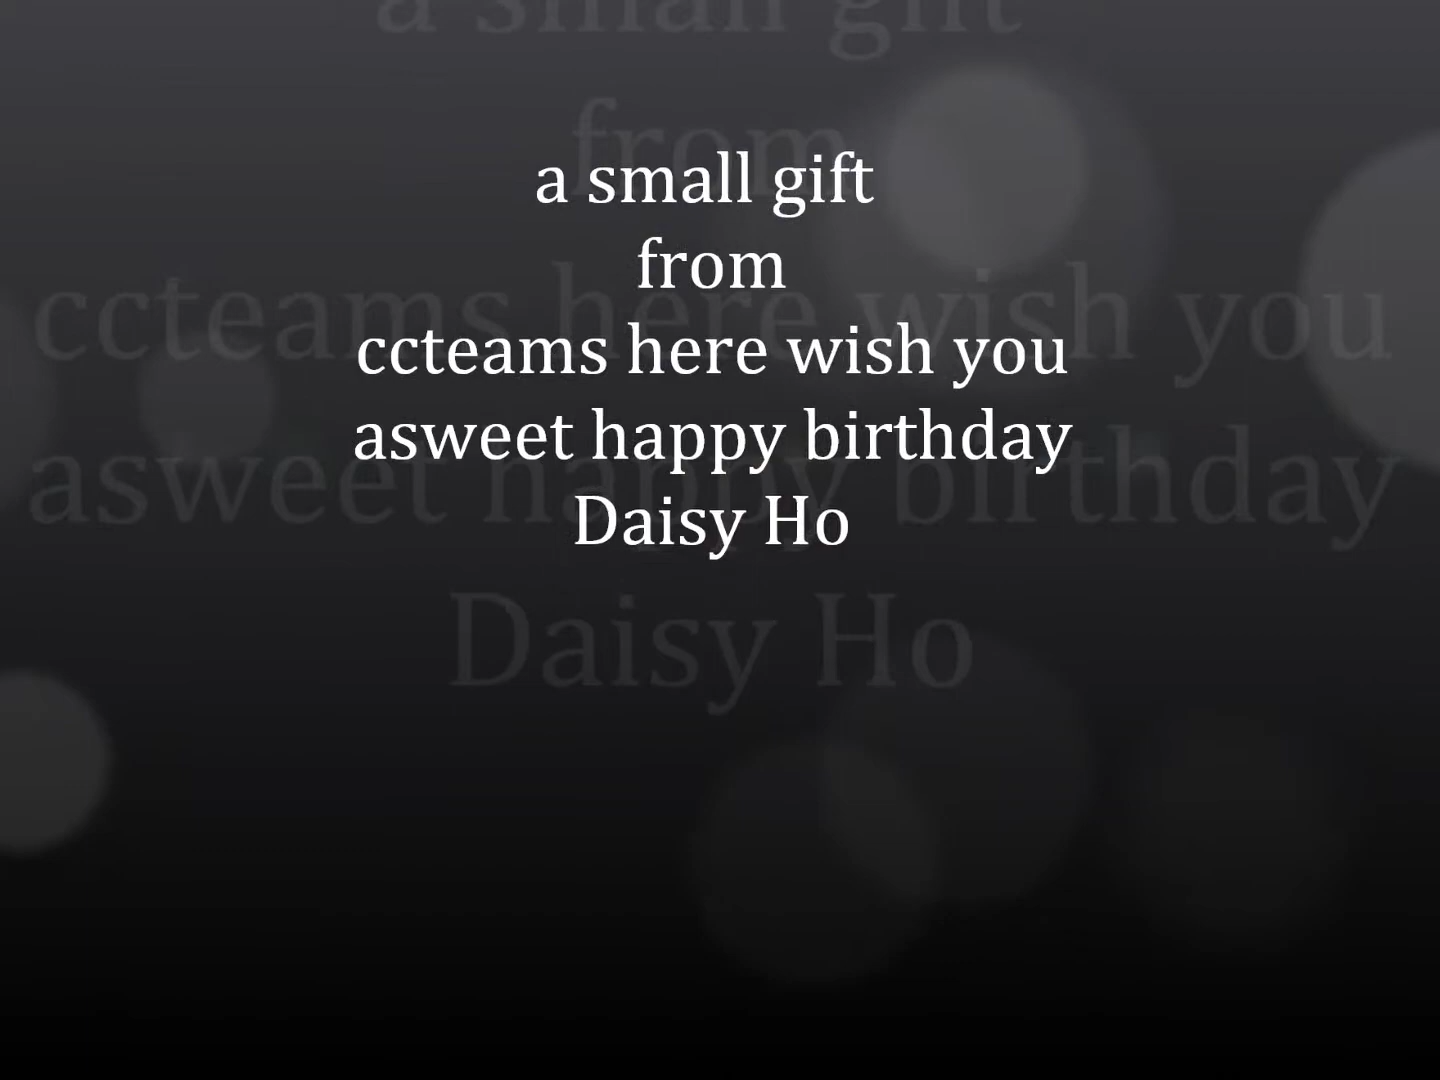 a small gift
from
ccteams here wish you
asweet happy birthday
Daisy Ho